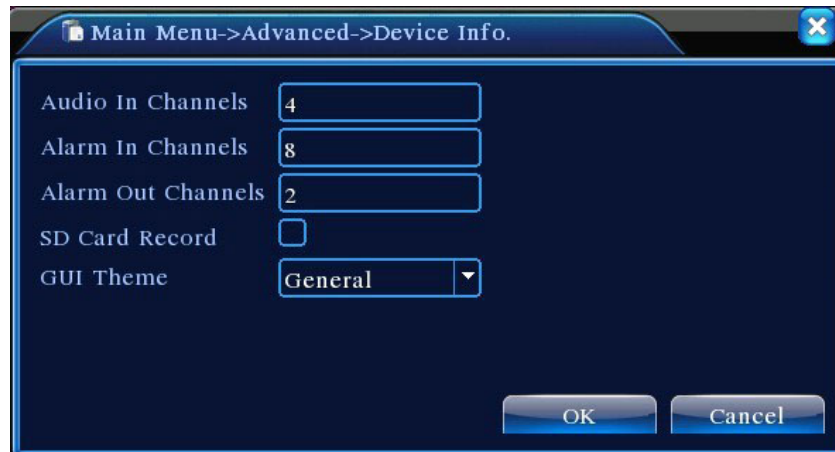 Main Menu->Advanced->Device Info.
Audio In Channels 4
Alarm In Channels 8
Alarm Out Channels 2
SD Card Record
GUI Theme General
OK Cancel